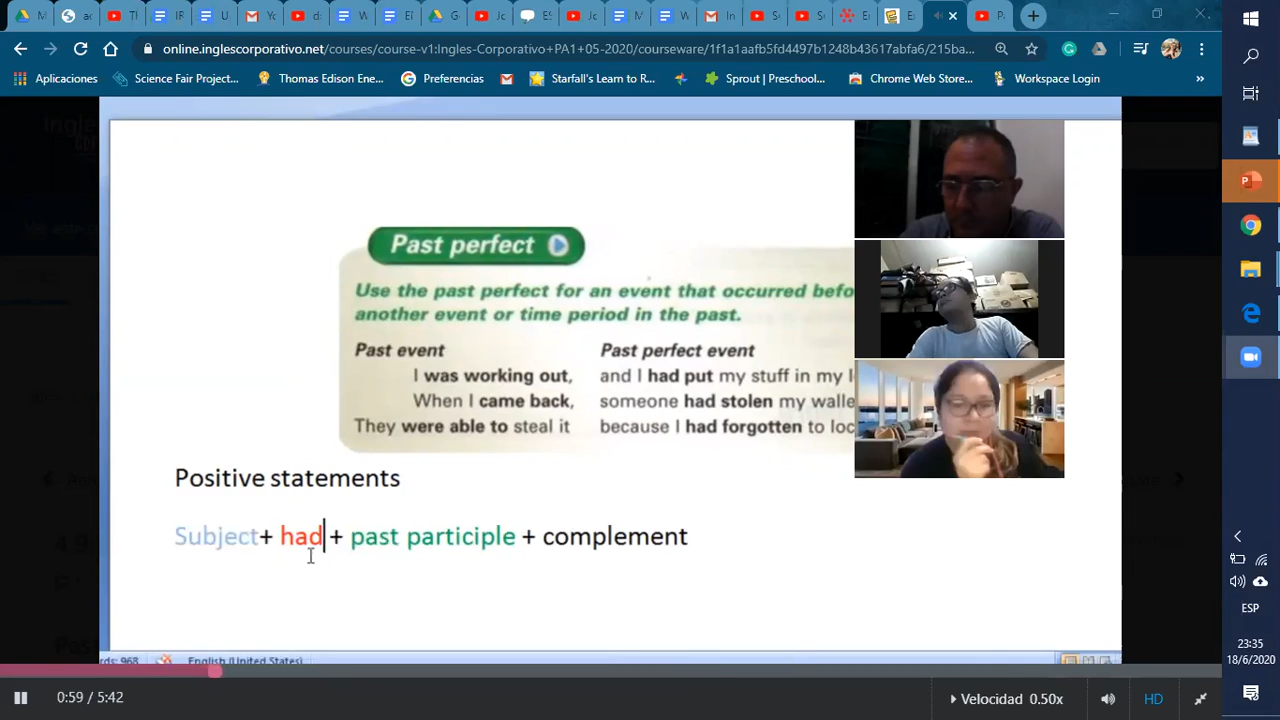 online.inglescorporativo.net/courses/course-v1:Ingles-Corporativo+PA1+05-2020/courseware/1f1a1aafb5fd4497b1248b43617abfa6/215ba...
Aplicaciones
Science Fair Project...
Thomas Edison Ene...
Preferencias
Starfall's Learn to R...
Sprout | Preschool...
Chrome Web Store...
Workspace Login
»
Past perfect
Use the past perfect for an event that occurred befo
another event or time period in the past.
Past event Past perfect event
I was working out, and I had put my stuff in my l
When I came back, someone had stolen my walle
They were able to steal it because I had forgotten to loc
Positive statements
Subject+ had + past participle + complement
ds: 968 English (United States)
0:59 / 5:42
Velocidad 0.50x
HD
ESP
23:35
18/6/2020